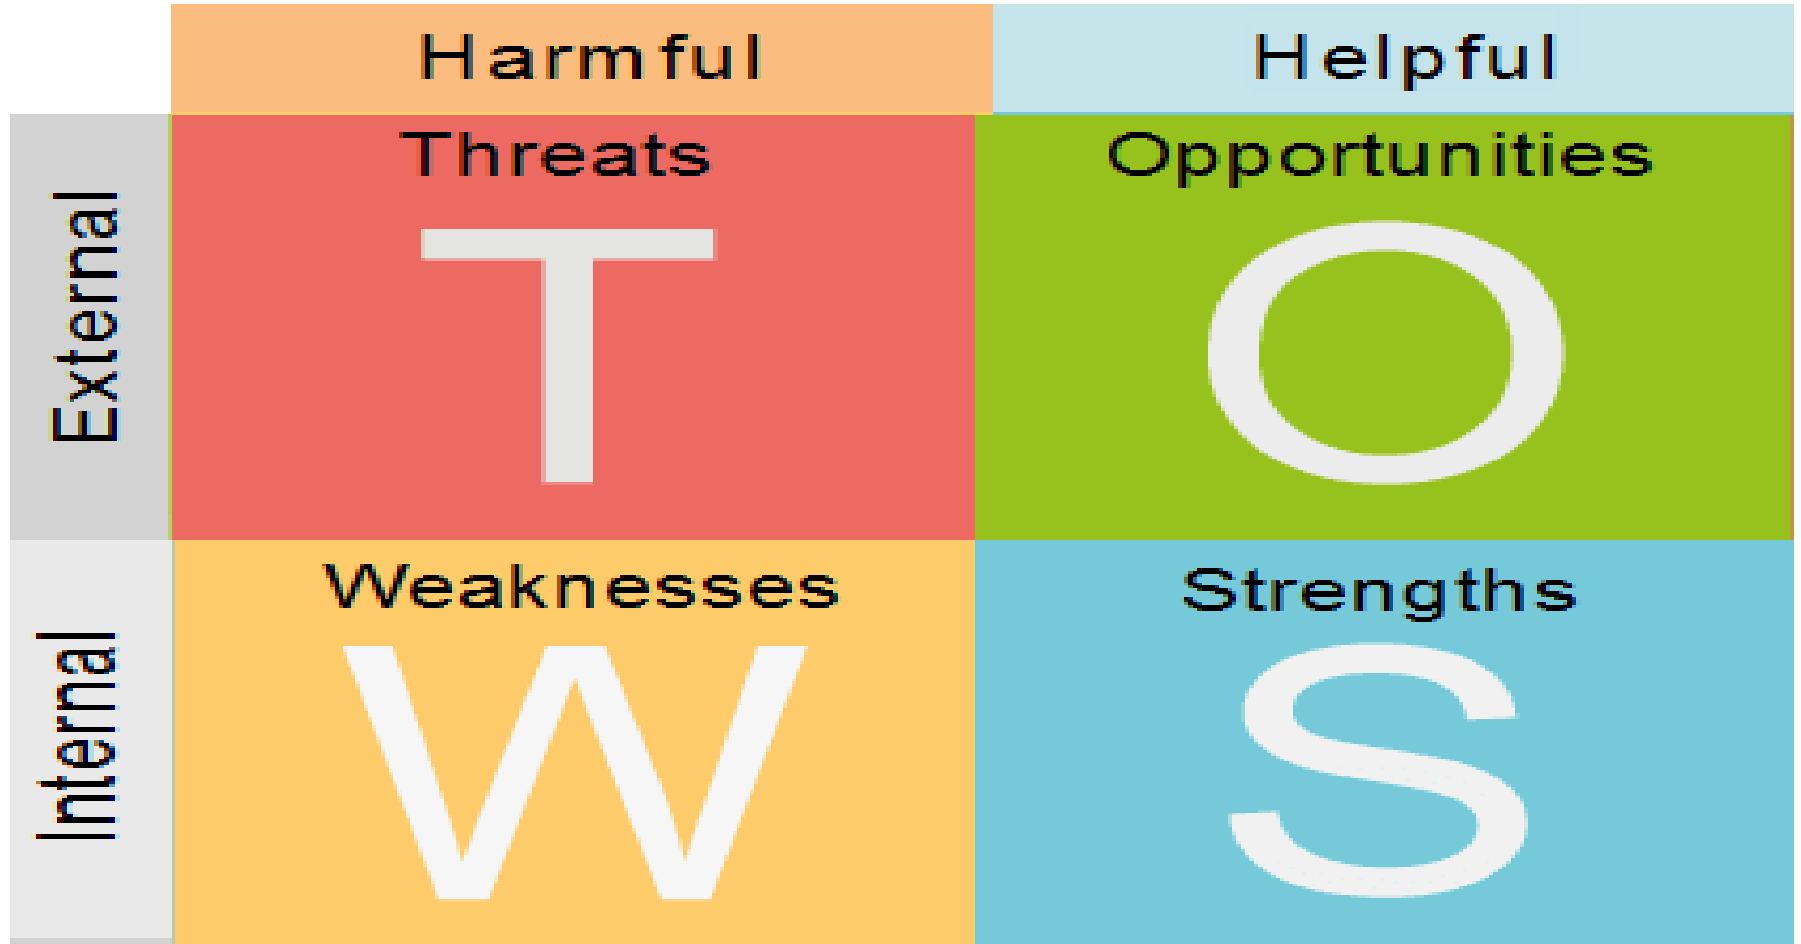 Harmful Helpful
External
Threats Opportunities
T O
Internal
Weaknesses Strengths
W S